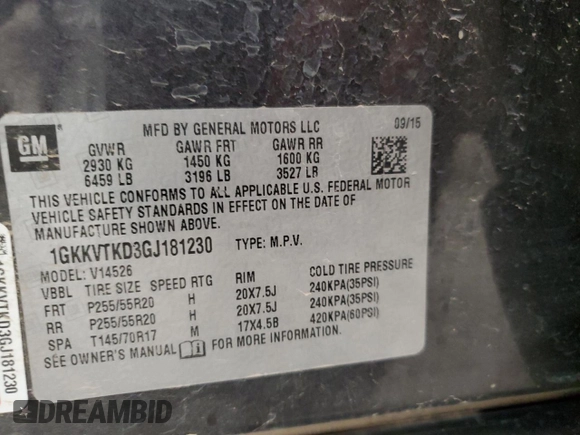 GM
MFD BY GENERAL MOTORS LLC 09/15
GVWR GAWR FRT GAWR RR
2930 KG 1450 KG 1600 KG
6459 LB 3196 LB 3527 LB
THIS VEHICLE CONFORMS TO ALL APPLICABLE U.S. FEDERAL MOTOR
VEHICLE SAFETY STANDARDS IN EFFECT ON THE DATE OF
MANUFACTURE SHOWN ABOVE.
1GKKVTKD3GJ181230 TYPE: M.P.V.
MODEL: V14526
VBBL TIRE SIZE SPEED RTG RIM COLD TIRE PRESSURE
FRT P255/55R20 H 20X7.5J 240KPA(35PSI)
RR P255/55R20 H 20X7.5J 240KPA(35PSI)
SPA T145/70R17 M 17X4.5B 420KPA(60PSI)
SEE OWNER'S MANUAL FOR MORE INFORMATION.
1GKKVTKD3GJ181230
DREAMBID